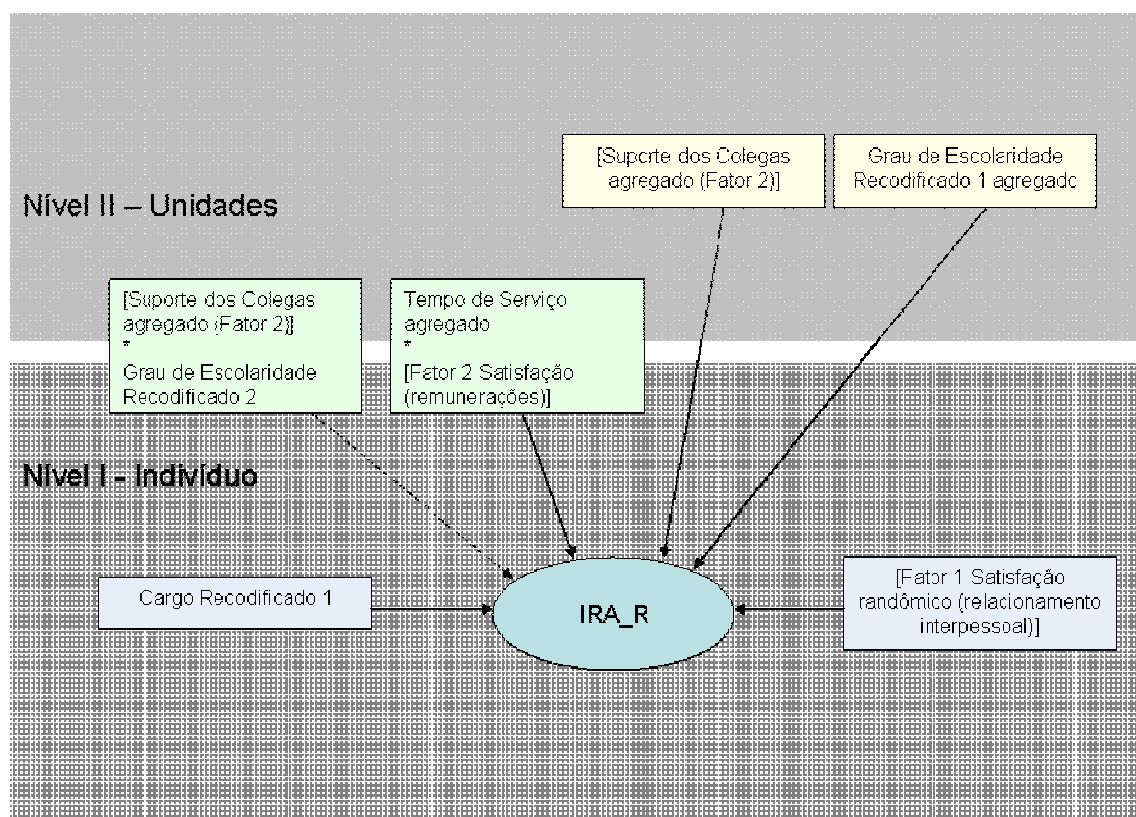 [Suporte dos Colegas
agregado (Fator 2)]
Grau de Escolaridade
Recodificado 1 agregado
Nível II – Unidades
[Suporte dos Colegas
agregado (Fator 2)]
*
Grau de Escolaridade
Recodificado 2
Tempo de Serviço
agregado
*
[Fator 2 Satisfação
(remunerações)]
Nível I - Indivíduo
Cargo Recodificado 1
IRA_R
[Fator 1 Satisfação
randômico (relacionamento
interpessoal)]